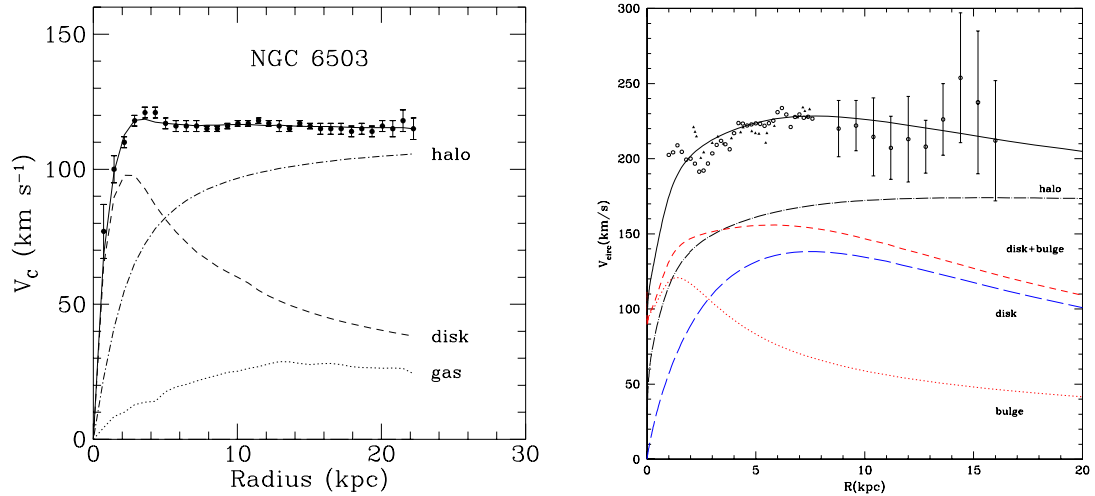 150
NGC 6503
100
halo
50
disk
gas
0
0 10 20 30
Radius (kpc)
V_C (km s⁻¹)
300
250
200
halo
150
disk+bulge
100
disk
50
bulge
0
0 5 10 15 20
R(kpc)
V_circ(km/s)